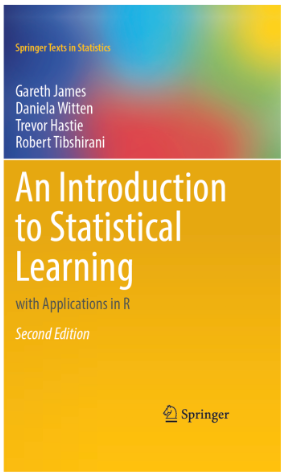 Springer Texts in Statistics
Gareth James
Daniela Witten
Trevor Hastie
Robert Tibshirani
An Introduction
to Statistical
Learning
with Applications in R
Second Edition
Springer